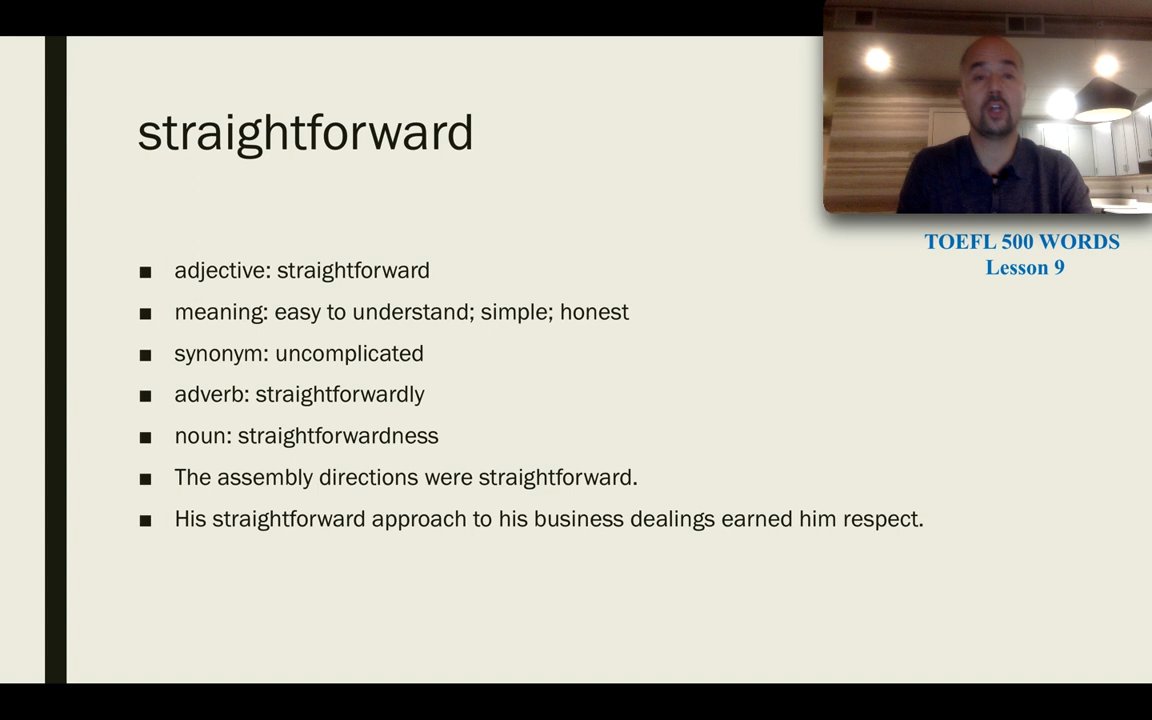 straightforward
TOEFL 500 WORDS
Lesson 9
adjective: straightforward
meaning: easy to understand; simple; honest
synonym: uncomplicated
adverb: straightforwardly
noun: straightforwardness
The assembly directions were straightforward.
His straightforward approach to his business dealings earned him respect.